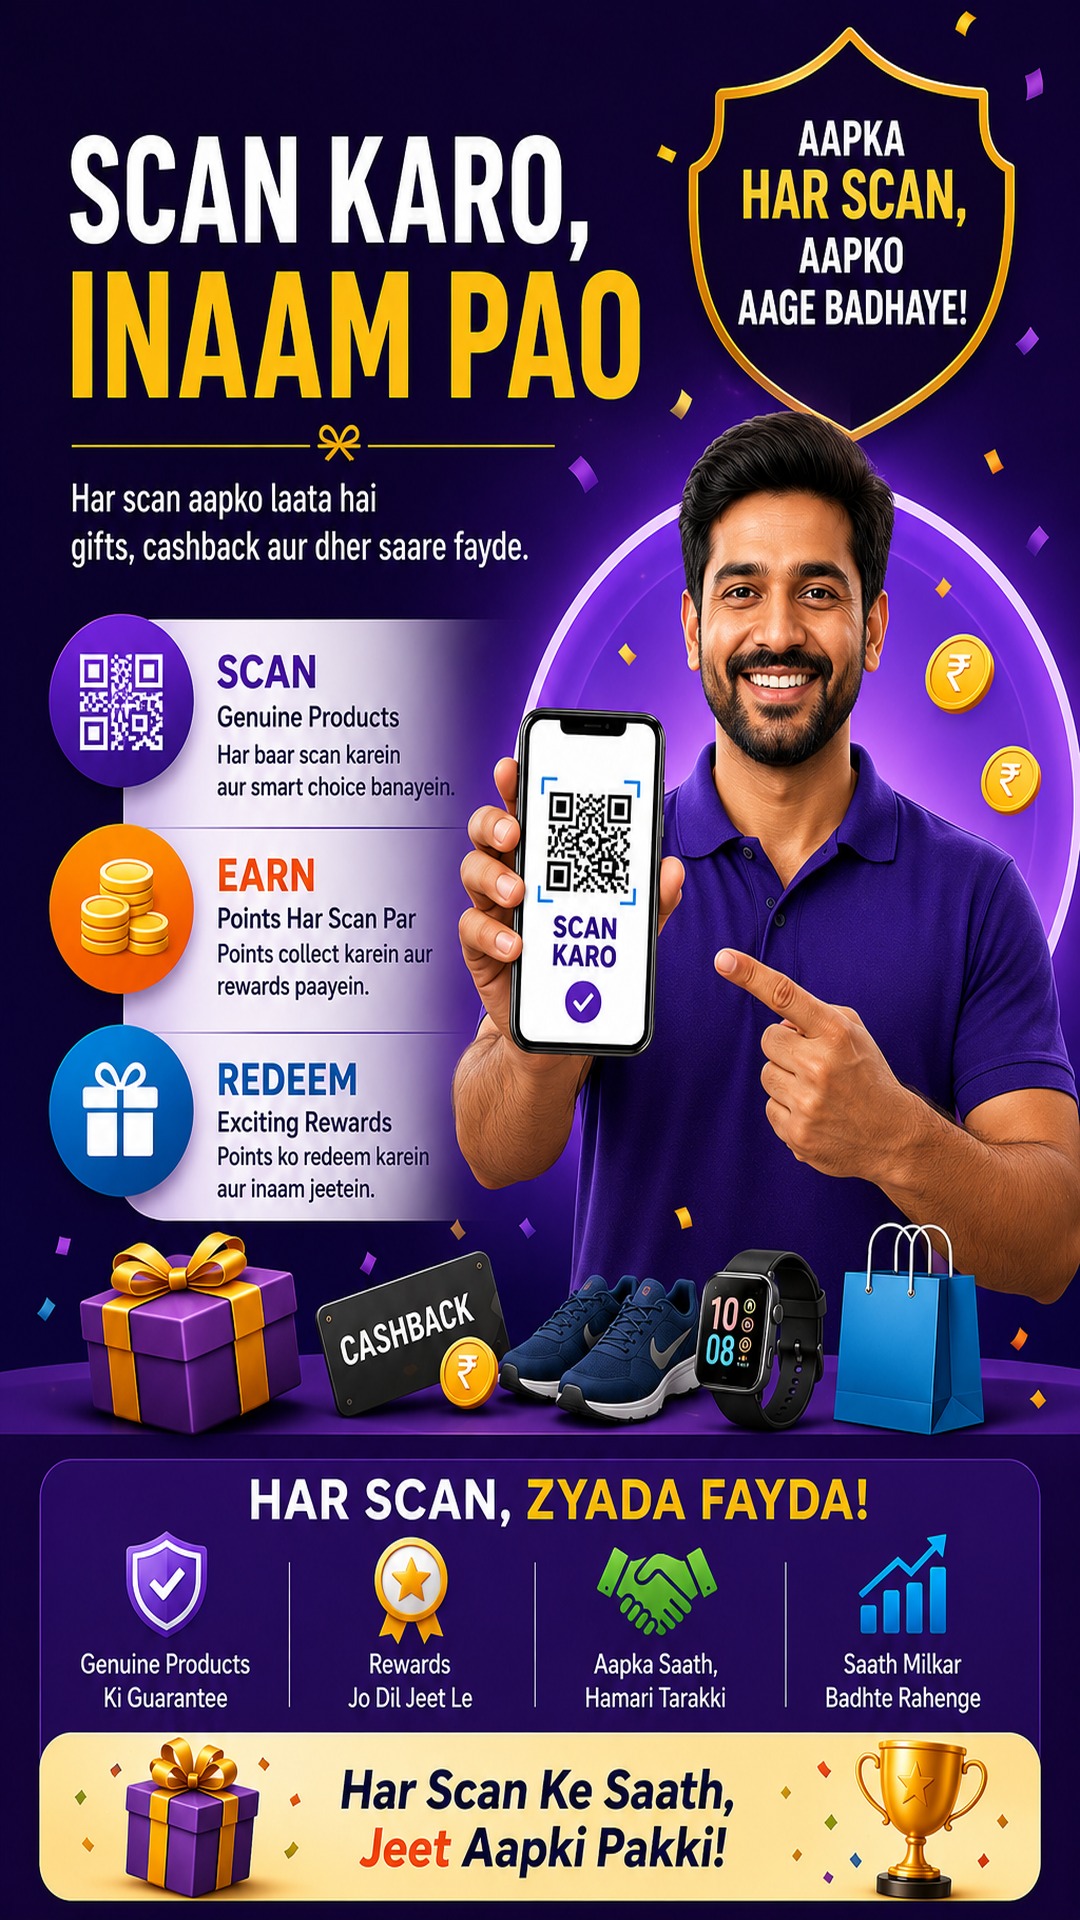 SCAN KARO,
INAAM PAO
AAPKA
HAR SCAN,
AAPKO
AAGE BADHAYE!
Har scan aapko laata hai
gifts, cashback aur dher saare fayde.
SCAN
Genuine Products
Har baar scan karein
aur smart choice banayein.
EARN
Points Har Scan Par
Points collect karein aur
rewards paayein.
REDEEM
Exciting Rewards
Points ko redeem karein
aur inaam jeetein.
SCAN
KARO
₹
₹
CASHBACK
₹
10
08
HAR SCAN, ZYADA FAYDA!
Genuine Products
Ki Guarantee
Rewards
Jo Dil Jeet Le
Aapka Saath,
Hamari Tarakki
Saath Milkar
Badhte Rahenge
Har Scan Ke Saath,
Jeet Aapki Pakki!